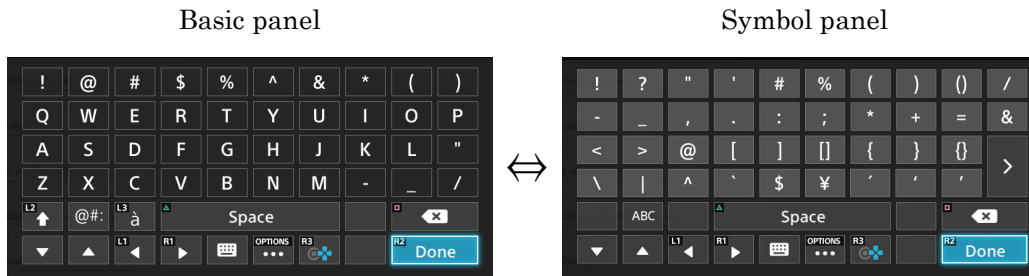 Basic panel
! @ # $ % ^ & * ( )
Q W E R T Y U I O P
A S D F G H J K L "
Z X C V B N M - _ /
L2 @#: L3 à Space
L1 R1 OPTIONS R3 R2 Done
⇔
Symbol panel
! ? " ' # % ( ) () /
- _ , . : ; * + = &
< > @ [ ] [] { } {} >
\ | ^ ` $ ¥ ´ ‘ ’
ABC Space
L1 R1 OPTIONS R3 R2 Done